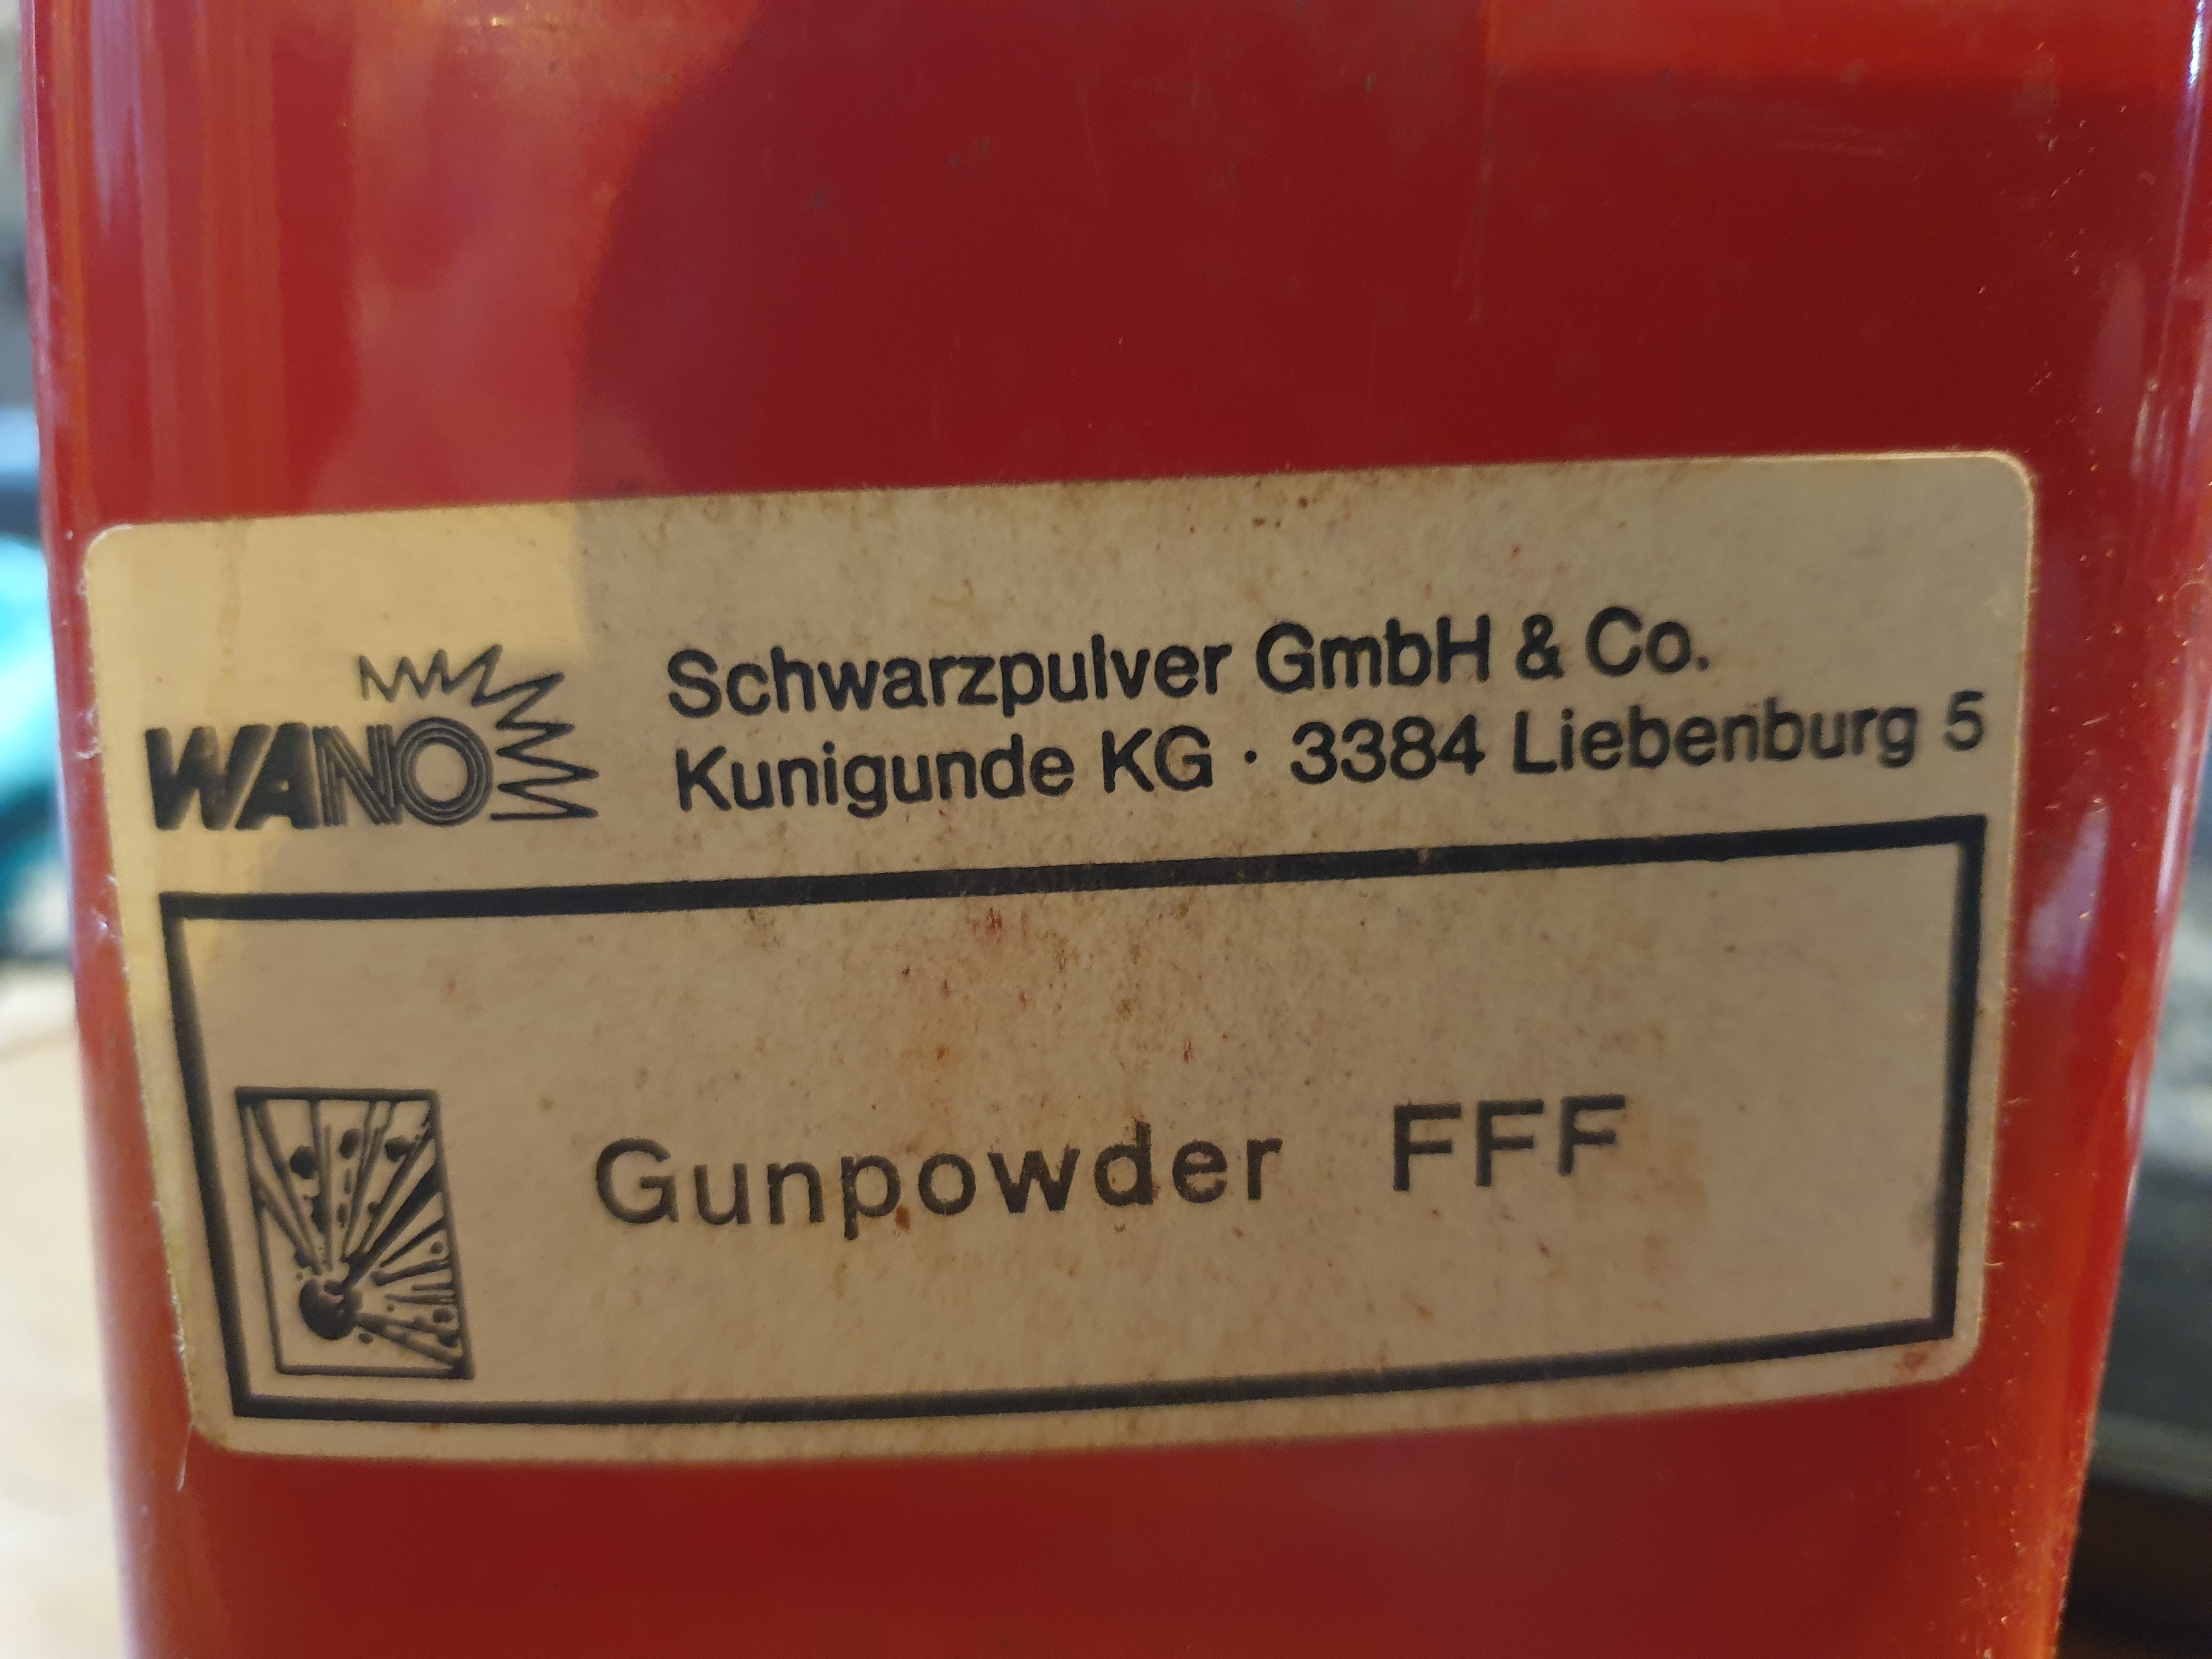 WANO
Schwarzpulver GmbH & Co.
Kunigunde KG · 3384 Liebenburg 5
Gunpowder FFF